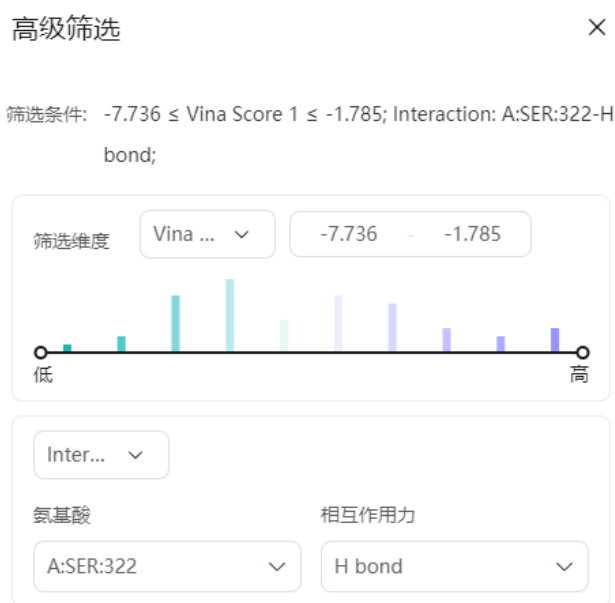 高级筛选
筛选条件: -7.736 ≤ Vina Score 1 ≤ -1.785; Interaction: A:SER:322-H
bond;
筛选维度 Vina ... -7.736 - -1.785
低 高
Inter...
氨基酸 相互作用力
A:SER:322 H bond